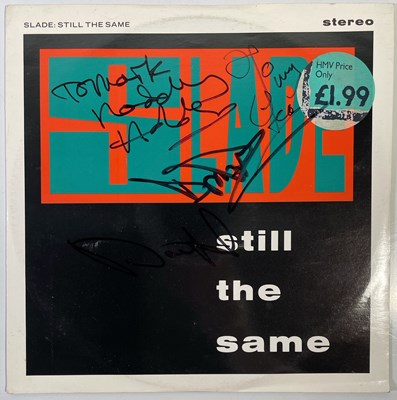 SLADE: STILL THE SAME
stereo
To Mark
Noddy
Holder
HMV Price
Only
£1.99
SLADE
still
the
same